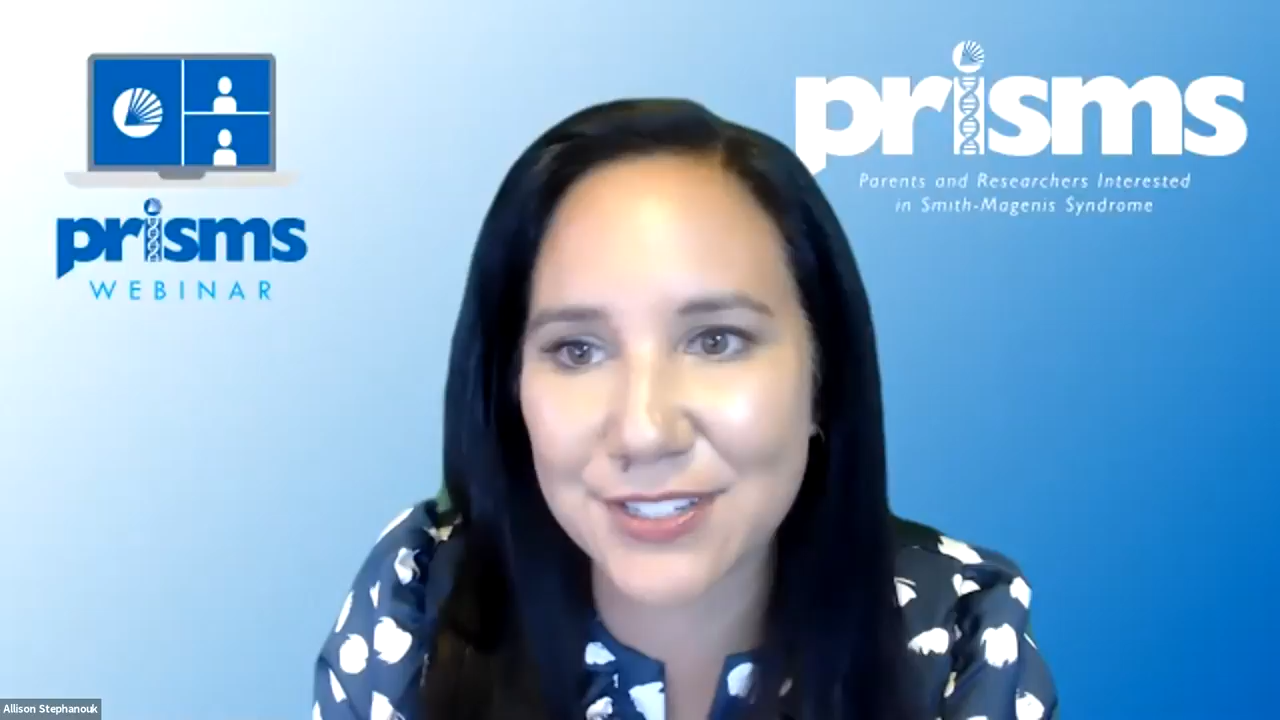 prisms
WEBINAR
prisms
Parents and Researchers Interested
in Smith-Magenis Syndrome
Allison Stephanouk